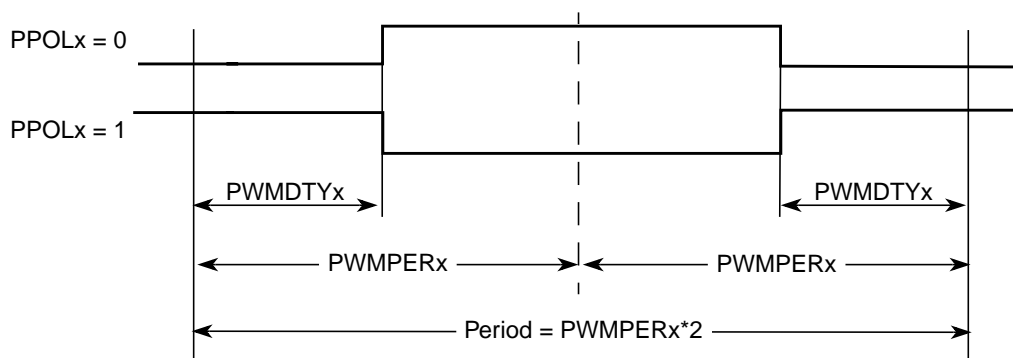 PPOLx = 0
PPOLx = 1
PWMDTYx
PWMDTYx
PWMPERx
PWMPERx
Period = PWMPERx*2